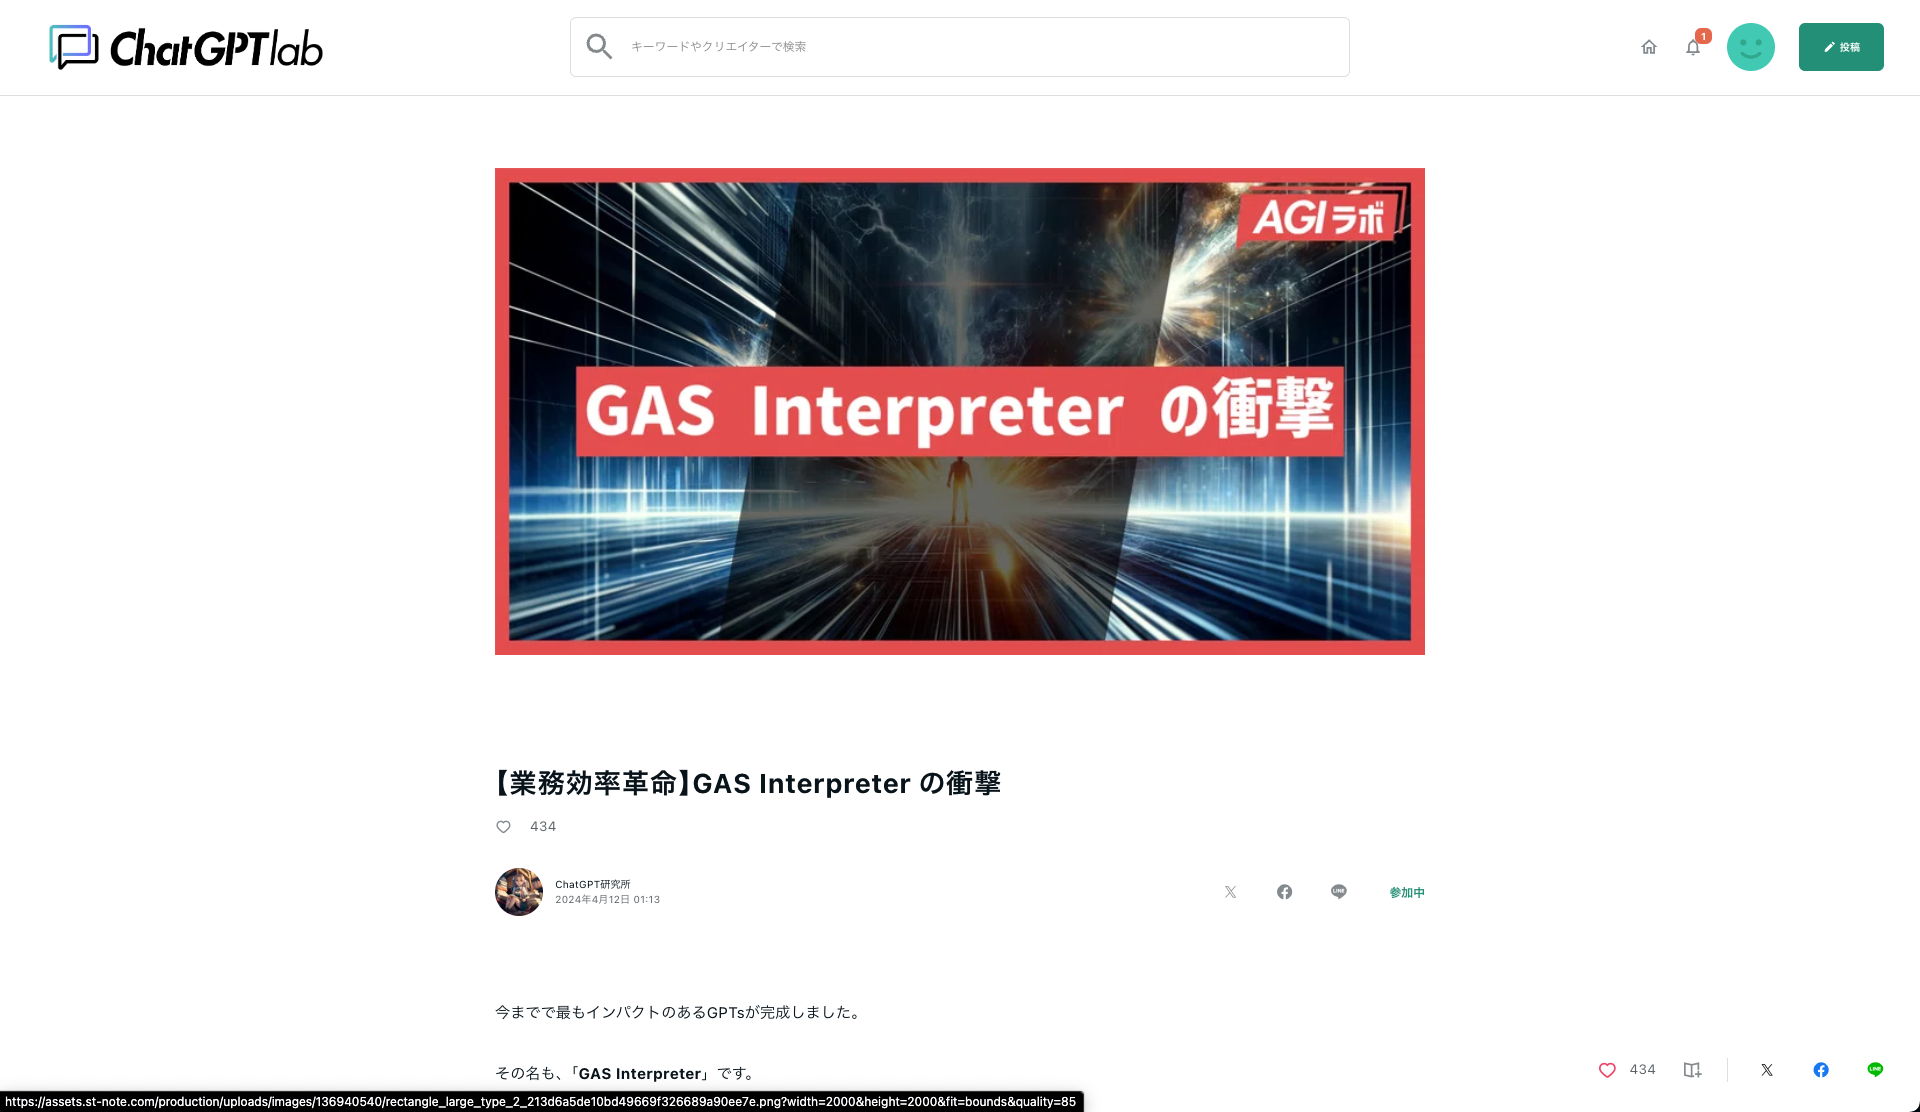 ChatGPTlab
キーワードやクリエイターで検索
1
投稿
AGIラボ
GAS Interpreter の衝撃
【業務効率革命】GAS Interpreter の衝撃
434
ChatGPT研究所
2024年4月12日 01:13
LINE
参加中
今までで最もインパクトのあるGPTsが完成しました。
その名も、「GAS Interpreter」です。
434
LINE
https://assets.st-note.com/production/uploads/images/136940540/rectangle_large_type_2_213d6a5de10bd49669f326689a90ee7e.png?width=2000&height=2000&fit=bounds&quality=85